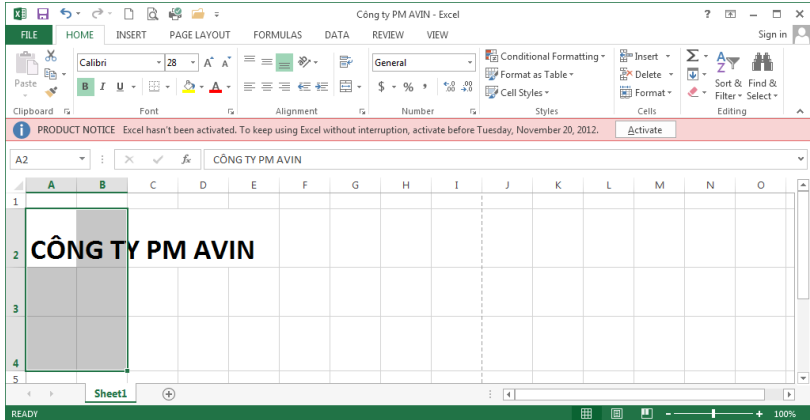 Công ty PM AVIN - Excel
?
FILE HOME INSERT PAGE LAYOUT FORMULAS DATA REVIEW VIEW Sign in
Paste
Calibri 28 A A
B I U A
General
$ % , .0 .00 .00 .0
Conditional Formatting
Format as Table
Cell Styles
Insert
Delete
Format
Σ
A Z
Sort & Filter
Find & Select
Clipboard Font Alignment Number Styles Cells Editing
PRODUCT NOTICE Excel hasn't been activated. To keep using Excel without interruption, activate before Tuesday, November 20, 2012. Activate
A2 fx CÔNG TY PM AVIN
A B C D E F G H I J K L M N O
1
2 CÔNG TY PM AVIN
3
4
5
Sheet1
READY 100%